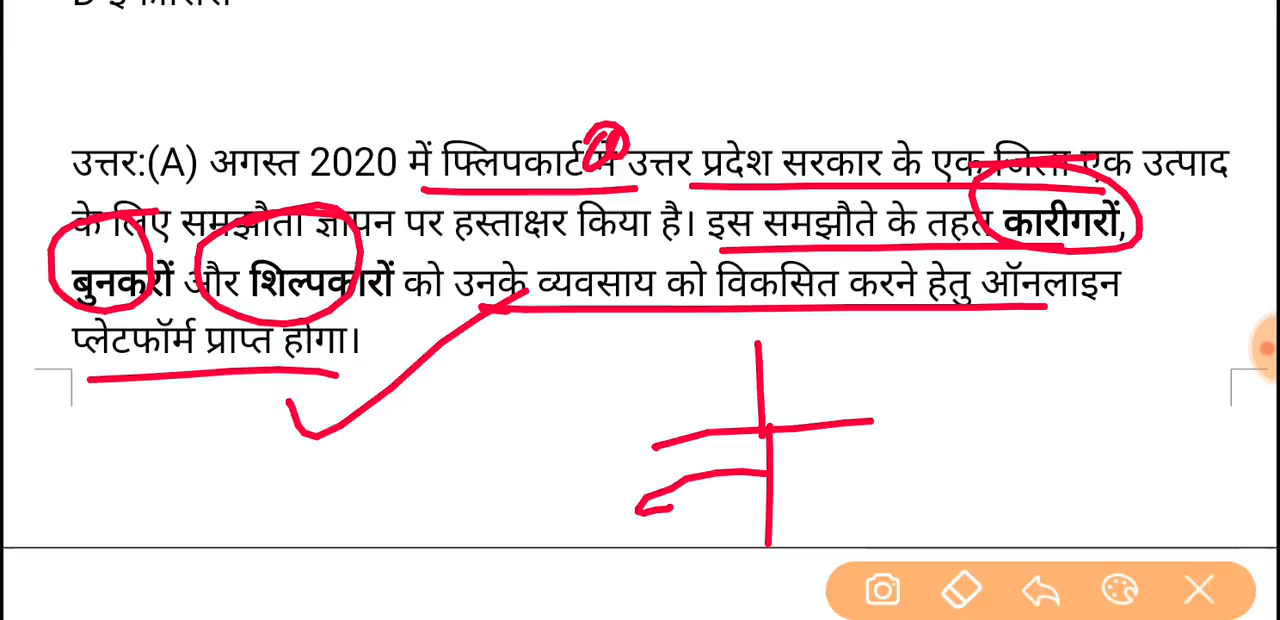 उत्तर:(A) अगस्त 2020 में फ्लिपकार्ट में उत्तर प्रदेश सरकार के एक जिला एक उत्पाद
के लिए समझौता ज्ञापन पर हस्ताक्षर किया है। इस समझौते के तहत कारीगरों,
बुनकरों और शिल्पकारों को उनके व्यवसाय को विकसित करने हेतु ऑनलाइन
प्लेटफॉर्म प्राप्त होगा।
न